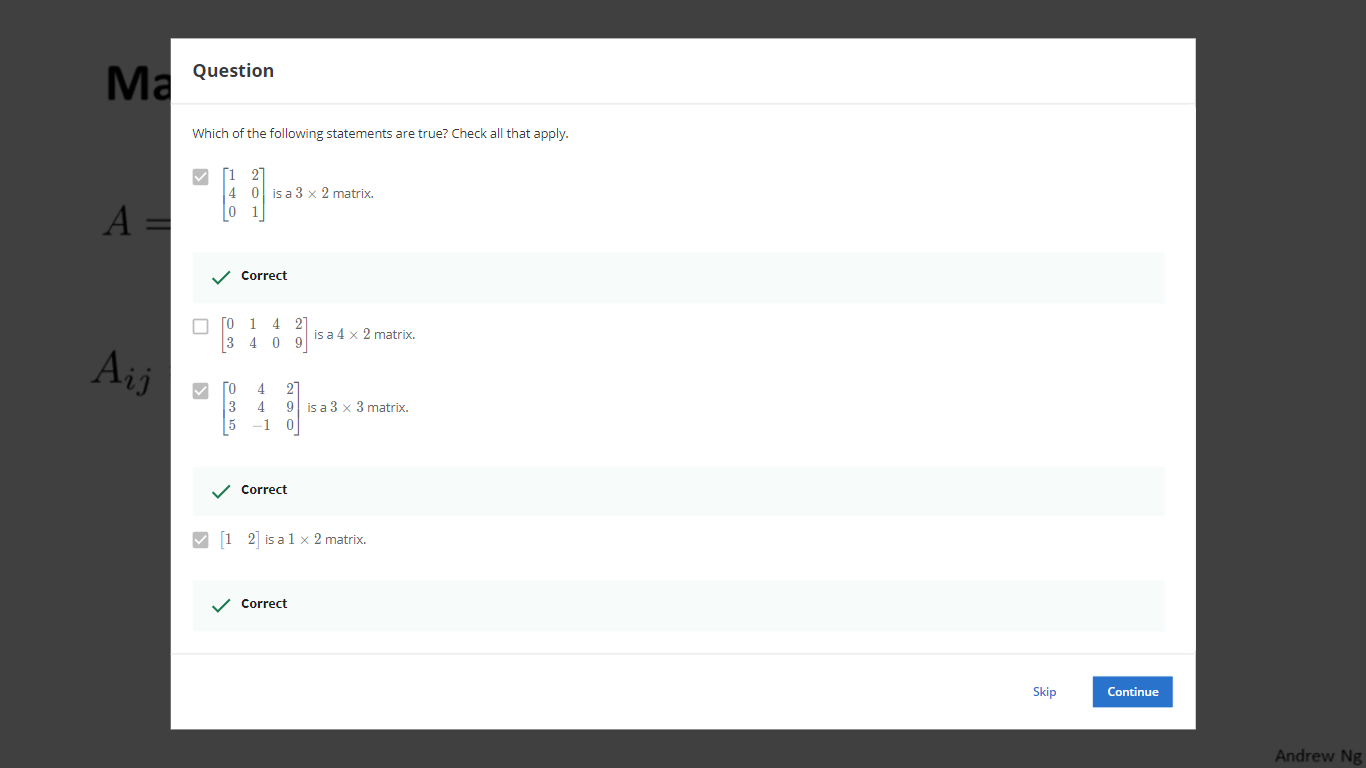 Question
Ma
Which of the following statements are true? Check all that apply.
[1 2
4 0
0 1] is a 3 × 2 matrix.
A =
Correct
[0 1 4 2
3 4 0 9] is a 4 × 2 matrix.
Aij
[0 4 2
3 4 9
5 −1 0] is a 3 × 3 matrix.
Correct
[1 2] is a 1 × 2 matrix.
Correct
Skip Continue
Andrew Ng